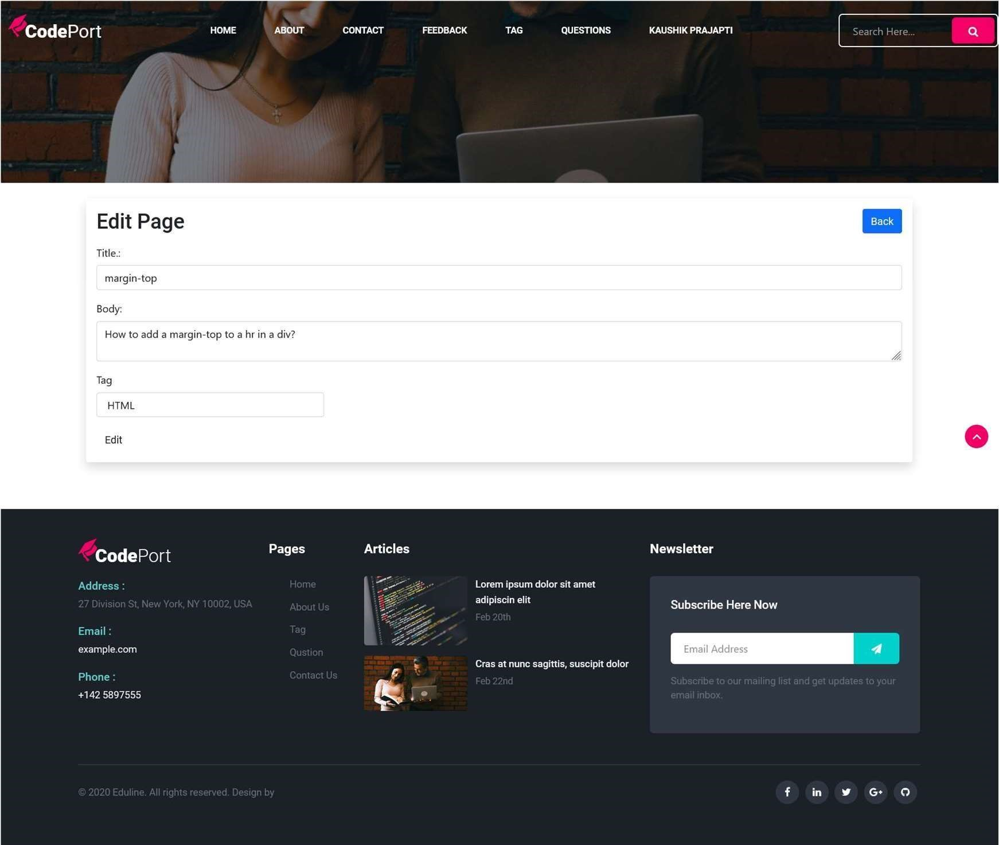 CodePort
HOME ABOUT CONTACT FEEDBACK TAG QUESTIONS KAUSHIK PRAJAPTI
Search Here...
Edit Page
Back
Title.:
margin-top
Body:
How to add a margin-top to a hr in a div?
Tag
HTML
Edit
CodePort
Address :
27 Division St, New York, NY 10002, USA
Email :
example.com
Phone :
+142 5897555
Pages
Home
About Us
Tag
Qustion
Contact Us
Articles
Lorem ipsum dolor sit amet
adipiscin elit
Feb 20th
Cras at nunc sagittis, suscipit dolor
Feb 22nd
Newsletter
Subscribe Here Now
Email Address
Subscribe to our mailing list and get updates to your
email inbox.
© 2020 Eduline. All rights reserved. Design by